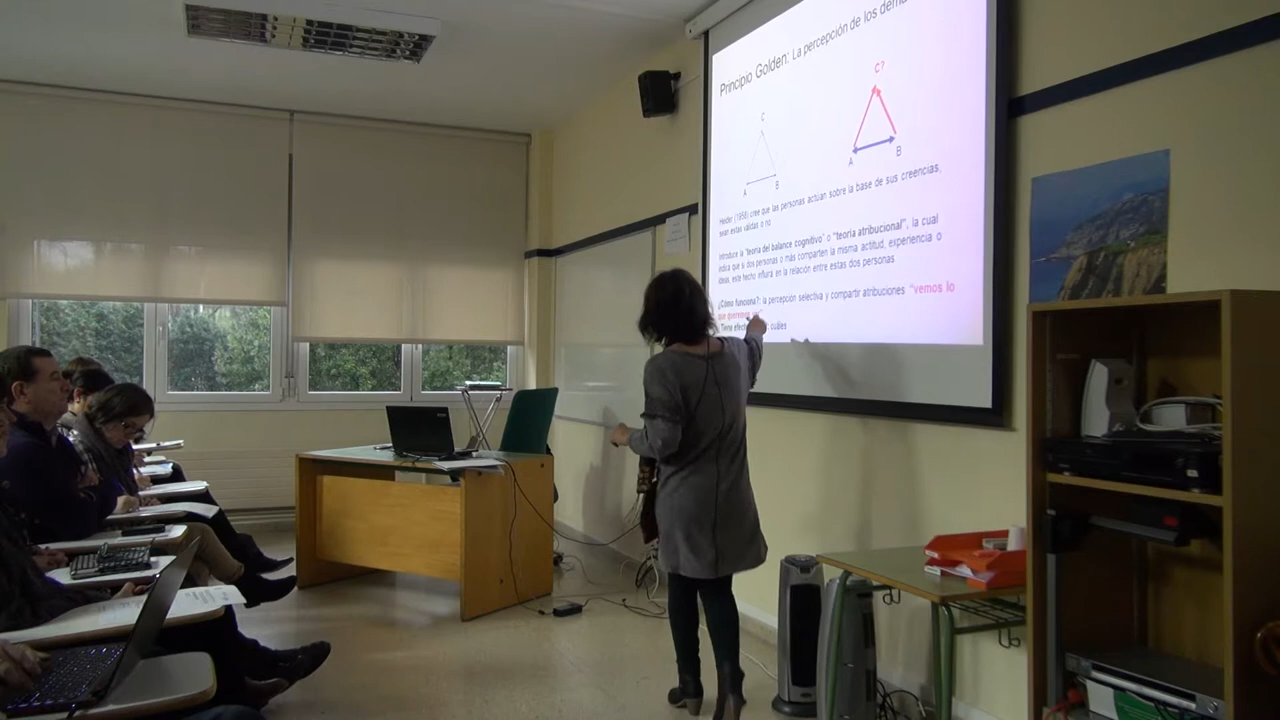 Principio Golden: La percepción de los
C
A
B
C?
A
B
Heider (1958) cree que las personas actúan sobre la base de sus creencias,
sean estas válidas o no
Introduce la "teoría del balance cognitivo" o "teoría atribucional", la cual
indica que si dos personas o más comparten la misma actitud, experiencia o
ideas, este hecho influirá en la relación entre estas dos personas.
¿Cómo funciona?: la percepción selectiva y compartir atribuciones "vemos lo
que queremos
Tiene cuáles